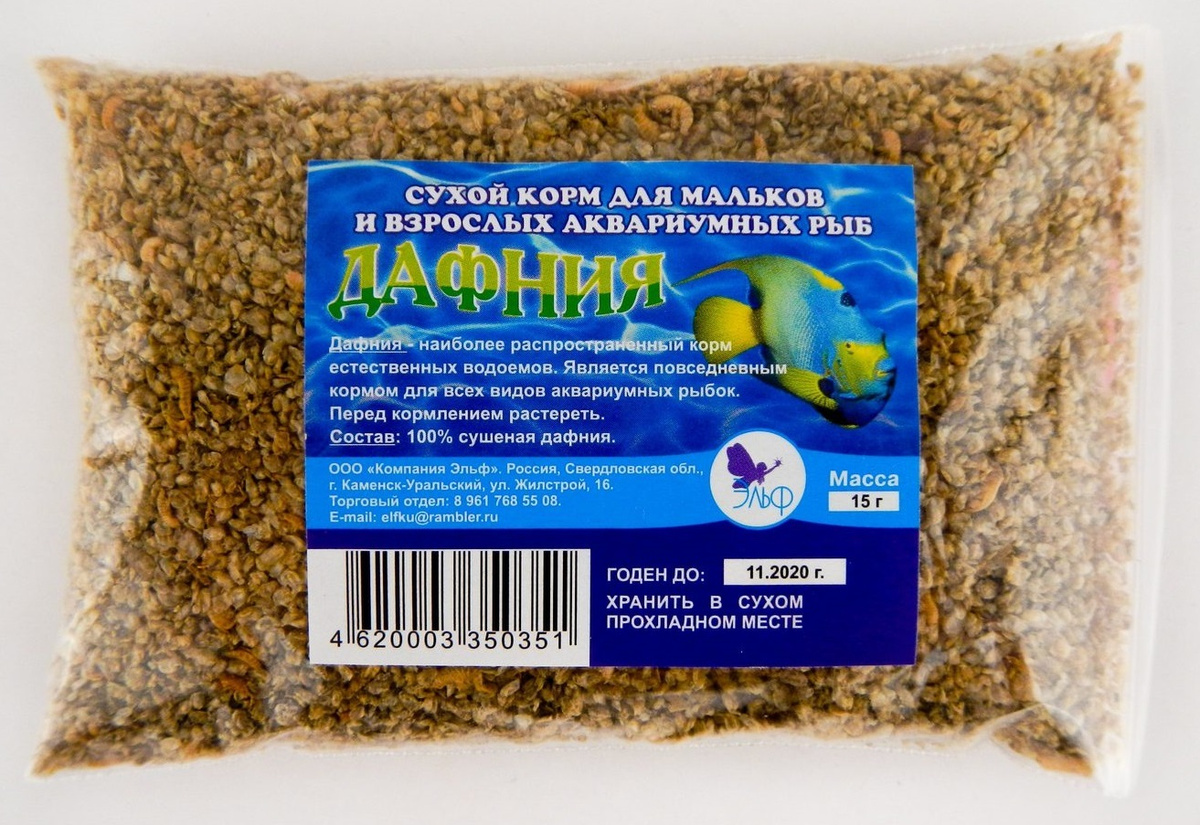 СУХОЙ КОРМ ДЛЯ МАЛЬКОВ
И ВЗРОСЛЫХ АКВАРИУМНЫХ РЫБ
ДАФНИЯ
Дафния - наиболее распространенный корм
естественных водоемов. Является повседневным
кормом для всех видов аквариумных рыбок.
Перед кормлением растереть.
Состав: 100% сушеная дафния.
ООО «Компания Эльф». Россия, Свердловская обл.,
г. Каменск-Уральский, ул. Жилстрой, 16.
Торговый отдел: 8 961 768 55 08.
E-mail: elfku@rambler.ru
ЭЛЬФ
Масса
15 г
4 620003 350351
ГОДЕН ДО: 11.2020 г.
ХРАНИТЬ В СУХОМ
ПРОХЛАДНОМ МЕСТЕ